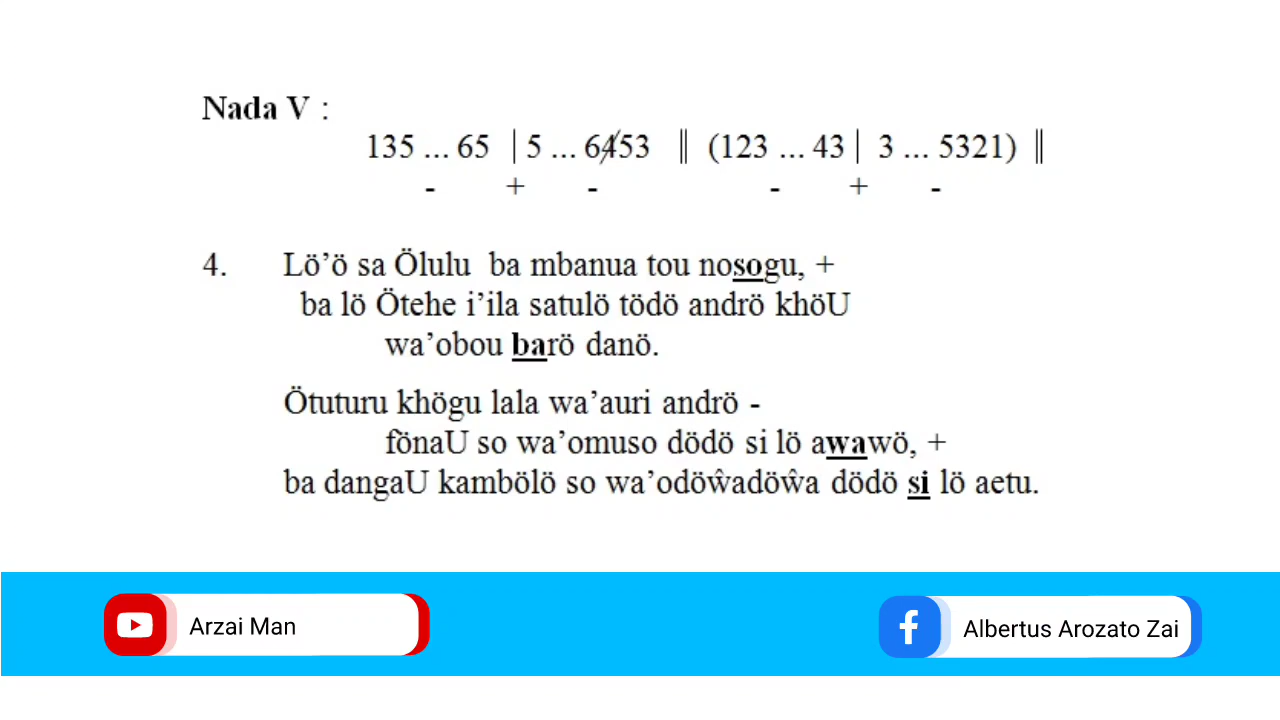 Nada V :
135 ... 65 | 5 ... 64̸53 ‖ (123 ... 43 | 3 ... 5321) ‖
- + - - + -
4. Lö’ö sa Ölulu ba mbanua tou nosogu, +
ba lö Ötehe i’ila satulö tödö andrö khöU
wa’obou barö danö.
Ötuturu khögu lala wa’auri andrö -
fönaU so wa’omuso dödö si lö awawö, +
ba dangaU kambölö so wa’odöŵadöŵa dödö si lö aetu.
Arzai Man
Albertus Arozato Zai